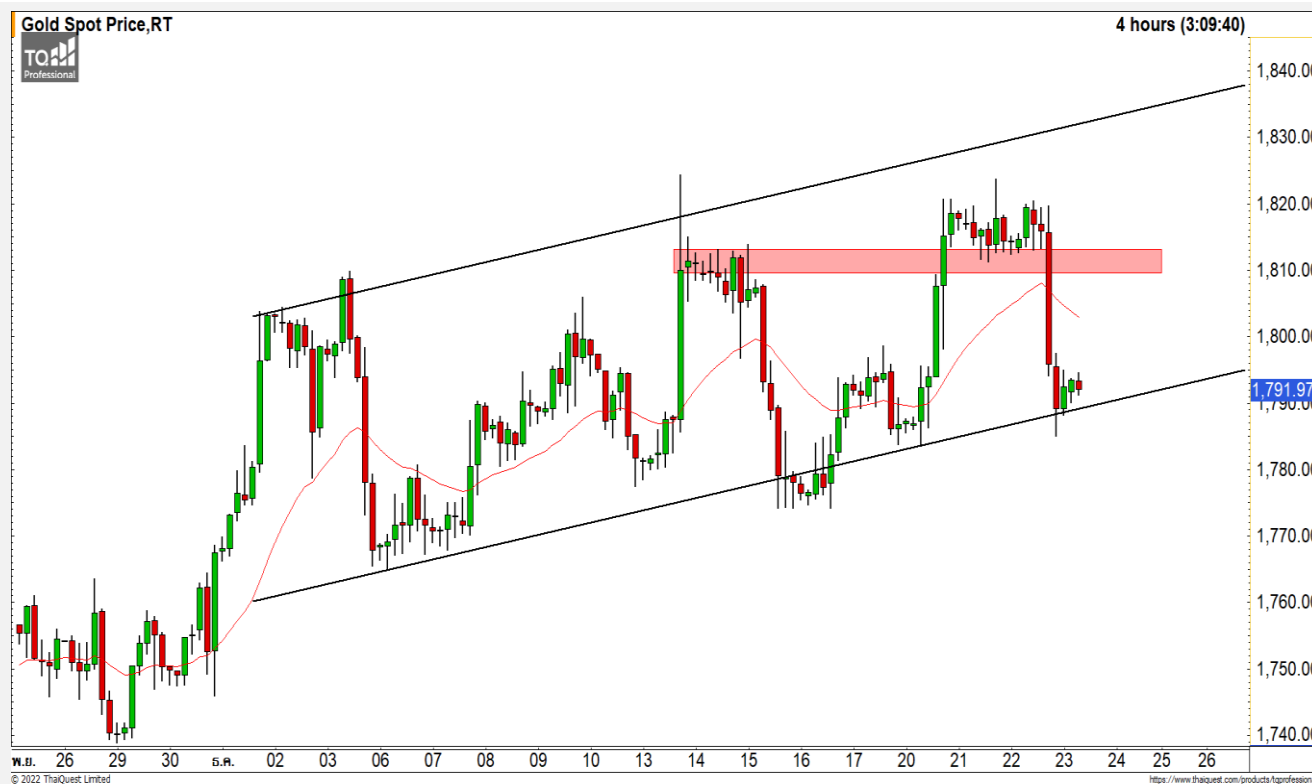 Gold Spot Price,RT
4 hours (3:09:40)
TQ
Professional
1,840.00
1,830.00
1,820.00
1,810.00
1,800.00
1,791.97
1,790.00
1,780.00
1,770.00
1,760.00
1,750.00
1,740.00
พ.ย. 26 29 30 ธ.ค. 02 03 06 07 08 09 10 13 14 15 16 17 20 21 22 23 25 26
© 2022 ThaiQuest Limited
https://www.thaiquest.com/products/tqprofession